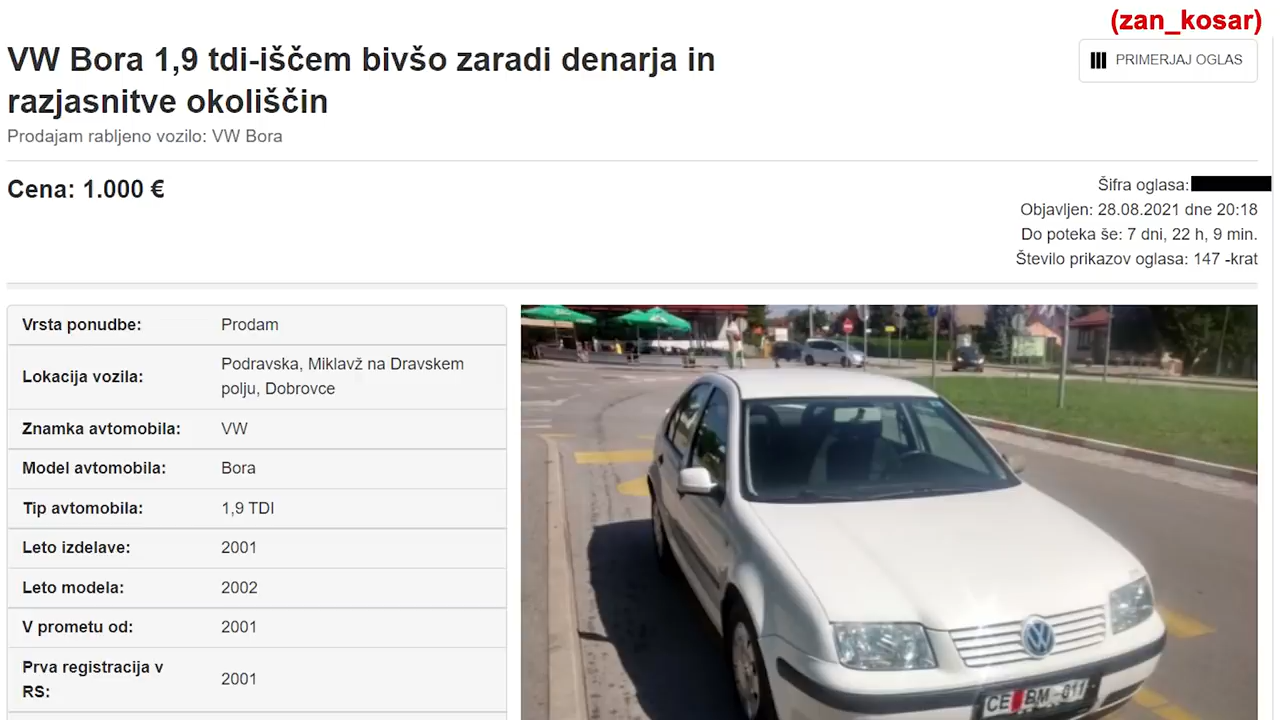 (zan_kosar)
VW Bora 1,9 tdi-iščem bivšo zaradi denarja in
razjasnitve okoliščin
PRIMERJAJ OGLAS
Prodajam rabljeno vozilo: VW Bora
Cena: 1.000 €
Šifra oglasa:
Objavljen: 28.08.2021 dne 20:18
Do poteka še: 7 dni, 22 h, 9 min.
Število prikazov oglasa: 147 -krat
Vrsta ponudbe: Prodam
Lokacija vozila: Podravska, Miklavž na Dravskem
polju, Dobrovce
Znamka avtomobila: VW
Model avtomobila: Bora
Tip avtomobila: 1,9 TDI
Leto izdelave: 2001
Leto modela: 2002
V prometu od: 2001
Prva registracija v
RS: 2001
CE BM-011